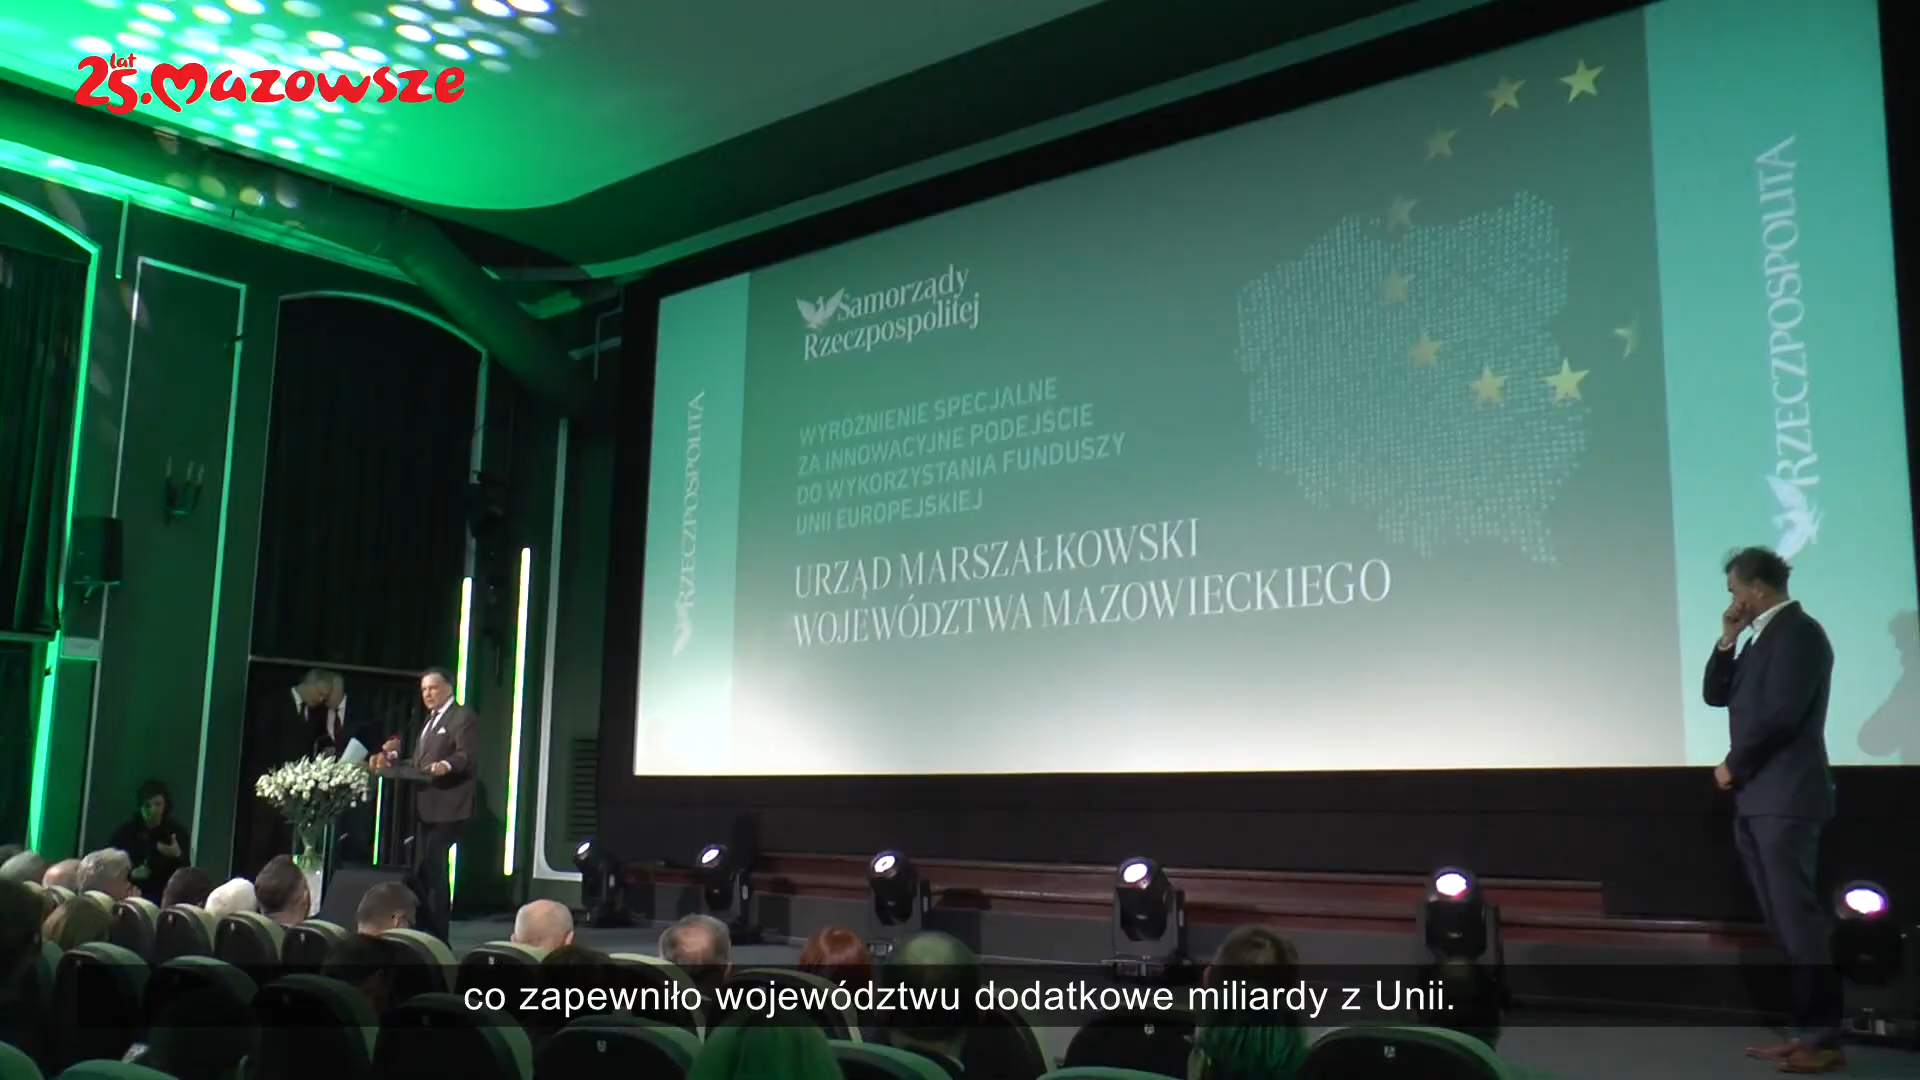 25 lat. Mazowsze
Samorządy
Rzeczpospolitej
WYRÓŻNIENIE SPECJALNE
ZA INNOWACYJNE PODEJŚCIE
DO WYKORZYSTANIA FUNDUSZY
UNII EUROPEJSKIEJ
URZĄD MARSZAŁKOWSKI
WOJEWÓDZTWA MAZOWIECKIEGO
RZECZPOSPOLITA
RZECZPOSPOLITA
co zapewniło województwu dodatkowe miliardy z Unii.